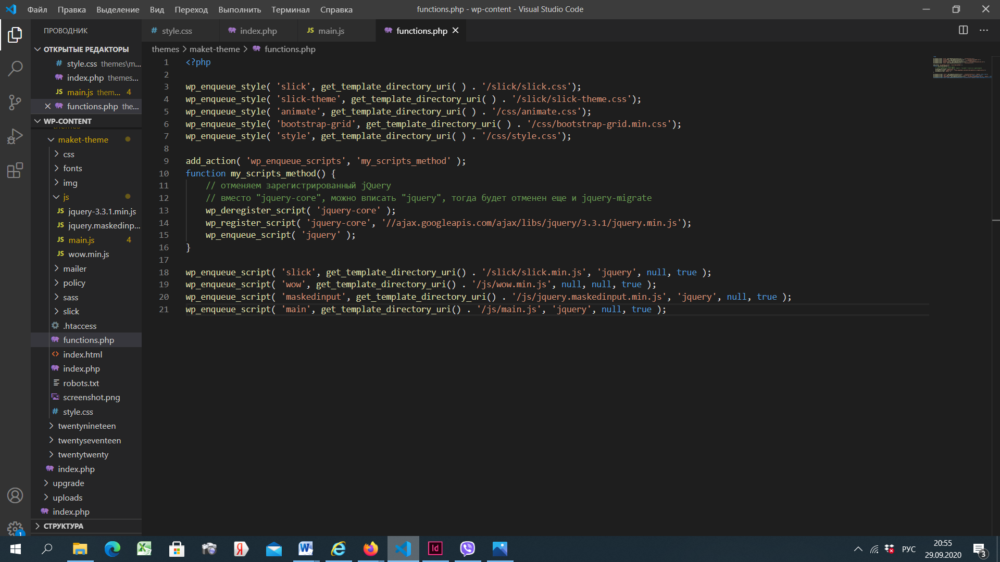 Файл Правка Выделение Вид Переход Выполнить Терминал Справка
functions.php - wp-content - Visual Studio Code
ПРОВОДНИК
ОТКРЫТЫЕ РЕДАКТОРЫ
# style.css themes\m...
index.php themes...
JS main.js them... 4
functions.php the...
WP-CONTENT
themes
maket-theme
css
fonts
img
js
JS jquery-3.3.1.min.js
JS jquery.maskedinp...
JS main.js 4
JS wow.min.js
mailer
policy
sass
slick
.htaccess
functions.php
index.html
index.php
robots.txt
screenshot.png
# style.css
twentynineteen
twentyseventeen
twentytwenty
index.php
upgrade
uploads
index.php
СТРУКТУРА
1
# style.css index.php JS main.js functions.php
themes > maket-theme > functions.php
1 <?php
2
3 wp_enqueue_style( 'slick', get_template_directory_uri( ) . '/slick/slick.css');
4 wp_enqueue_style( 'slick-theme', get_template_directory_uri( ) . '/slick/slick-theme.css');
5 wp_enqueue_style( 'animate', get_template_directory_uri( ) . '/css/animate.css');
6 wp_enqueue_style( 'bootstrap-grid', get_template_directory_uri( ) . '/css/bootstrap-grid.min.css');
7 wp_enqueue_style( 'style', get_template_directory_uri( ) . '/css/style.css');
8
9 add_action( 'wp_enqueue_scripts', 'my_scripts_method' );
10 function my_scripts_method() {
11 // отменяем зарегистрированный jQuery
12 // вместо "jquery-core", можно вписать "jquery", тогда будет отменен еще и jquery-migrate
13 wp_deregister_script( 'jquery-core' );
14 wp_register_script( 'jquery-core', '//ajax.googleapis.com/ajax/libs/jquery/3.3.1/jquery.min.js');
15 wp_enqueue_script( 'jquery' );
16 }
17
18 wp_enqueue_script( 'slick', get_template_directory_uri() . '/slick/slick.min.js', 'jquery', null, true );
19 wp_enqueue_script( 'wow', get_template_directory_uri() . '/js/wow.min.js', null, null, true );
20 wp_enqueue_script( 'maskedinput', get_template_directory_uri() . '/js/jquery.maskedinput.min.js', 'jquery', null, true );
21 wp_enqueue_script( 'main', get_template_directory_uri() . '/js/main.js', 'jquery', null, true );
РУС
20:55
29.09.2020
3